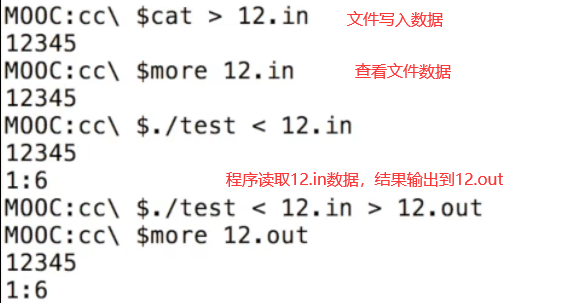 MOOC:cc\ $cat > 12.in 文件写入数据
12345
MOOC:cc\ $more 12.in 查看文件数据
12345
MOOC:cc\ $./test < 12.in
12345
1:6 程序读取12.in数据，结果输出到12.out
MOOC:cc\ $./test < 12.in > 12.out
MOOC:cc\ $more 12.out
12345
1:6